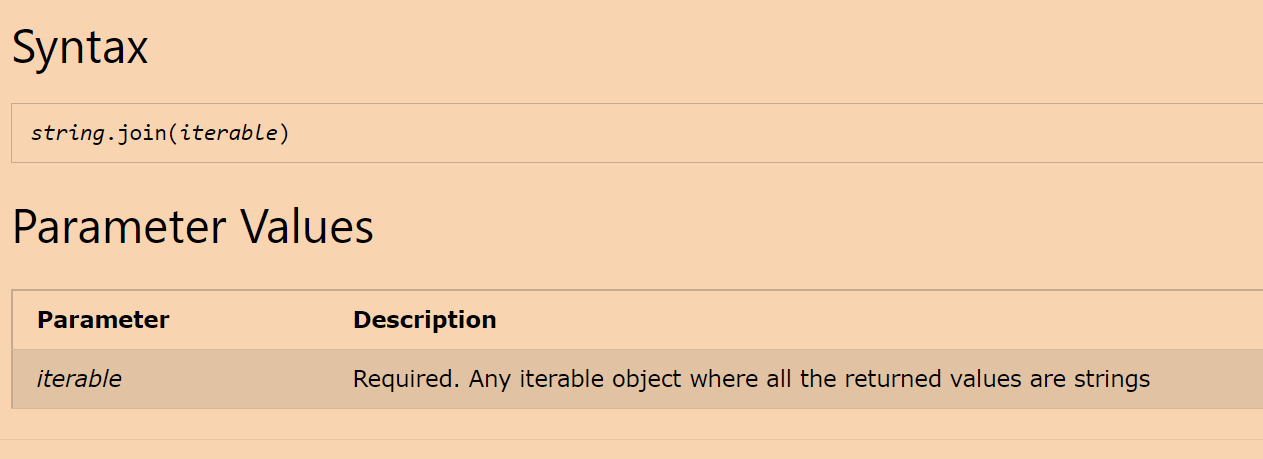 Syntax
string.join(iterable)
Parameter Values
Parameter Description
iterable Required. Any iterable object where all the returned values are strings